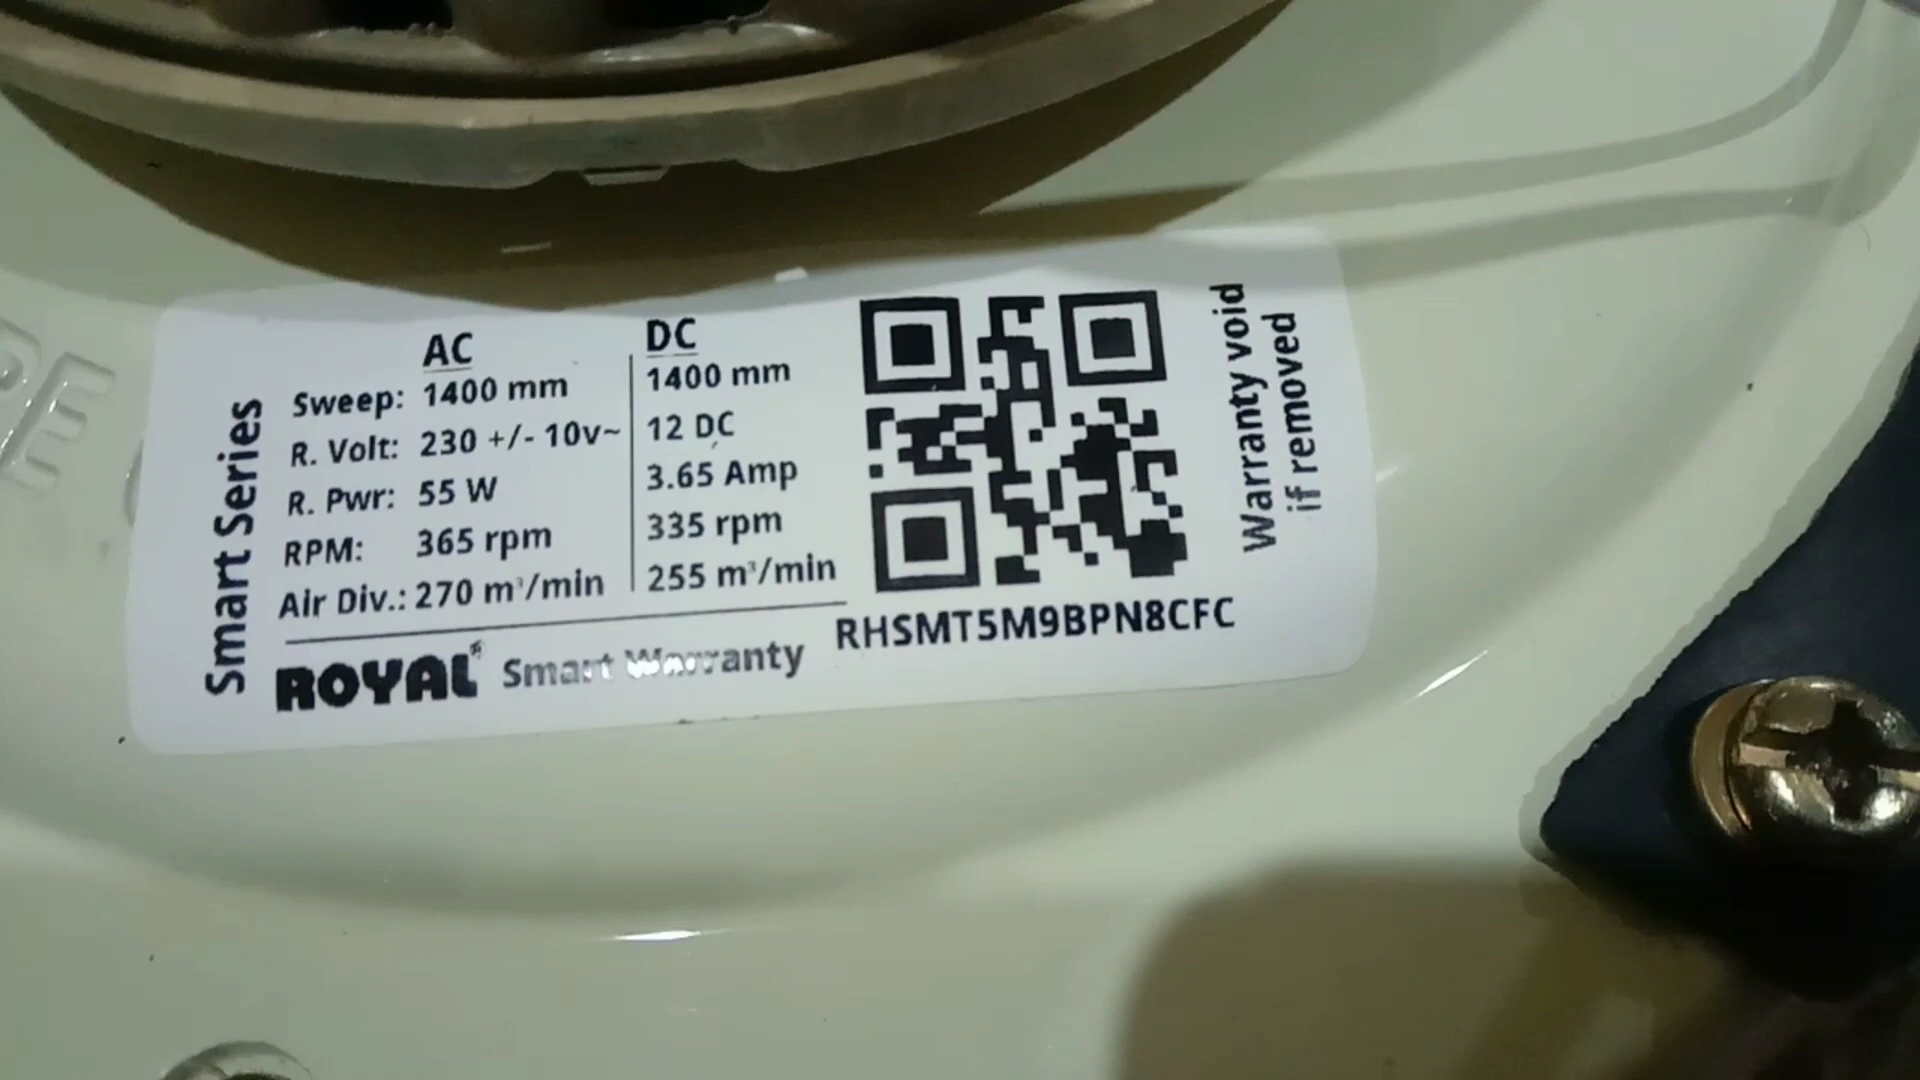 Smart Series
AC DC
Sweep: 1400 mm 1400 mm
R. Volt: 230 +/- 10v~ 12 DC
R. Pwr: 55 W 3.65 Amp
RPM: 365 rpm 335 rpm
Air Div.: 270 m³/min 255 m³/min
ROYAL® Smart Warranty
RHSMT5M9BPN8CFC
Warranty void
if removed